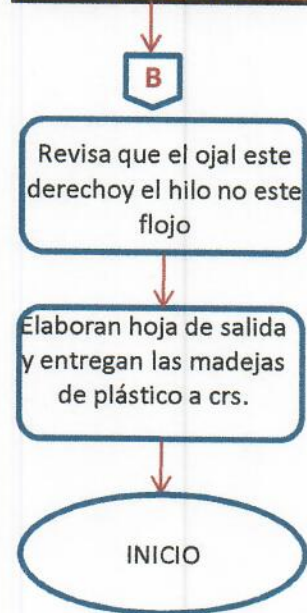 B
Revisa que el ojal este
derechoy el hilo no este
flojo
Elaboran hoja de salida
y entregan las madejas
de plástico a crs.
INICIO